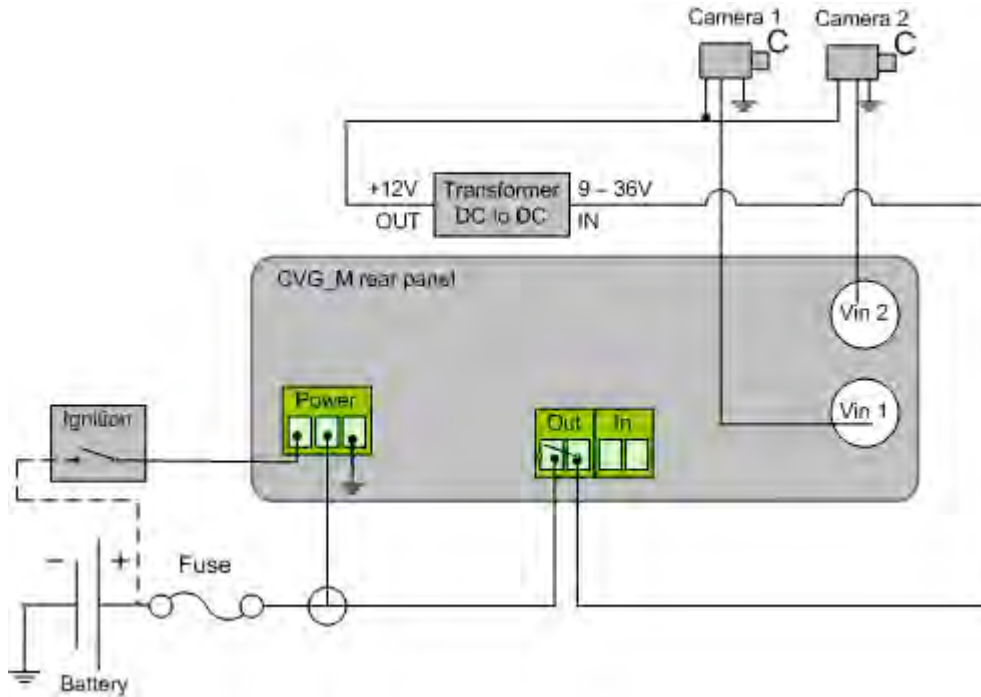 Camera 1
Camera 2
C
C
+12V
OUT
Transformer
DC to DC
9 – 36V
IN
CVG_M rear panel
Vin 2
Vin 1
Power
Out
In
Ignition
Fuse
–
+
Battery